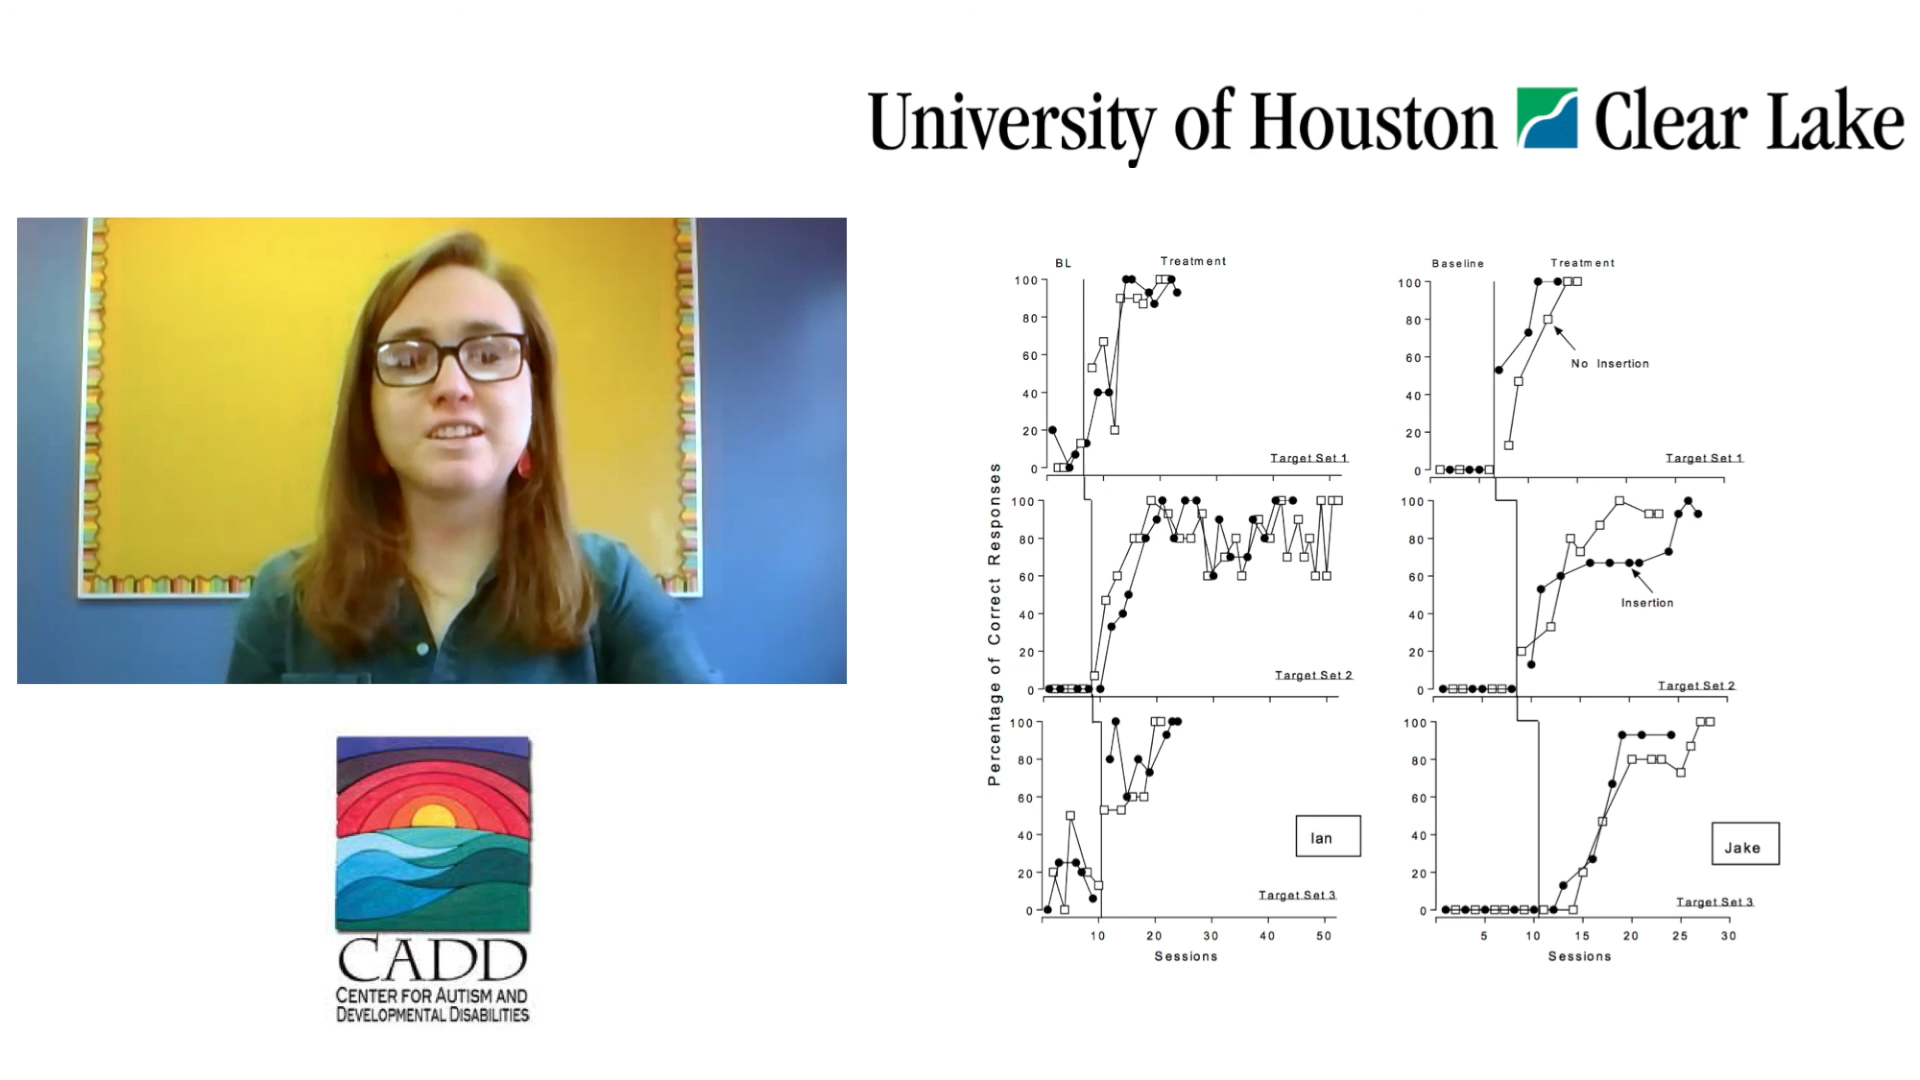 University of Houston Clear Lake
BL
Treatment
100
80
60
40
20
0
Target Set 1
100
80
60
40
20
0
Target Set 2
100
80
60
40
20
0
Ian
Target Set 3
10 20 30 40 50
Sessions
Percentage of Correct Responses
Baseline
Treatment
100
80
60
40
20
0
No Insertion
Target Set 1
100
80
60
40
20
0
Insertion
Target Set 2
100
80
60
40
20
0
Jake
Target Set 3
5 10 15 20 25 30
Sessions
CADD
CENTER FOR AUTISM AND
DEVELOPMENTAL DISABILITIES